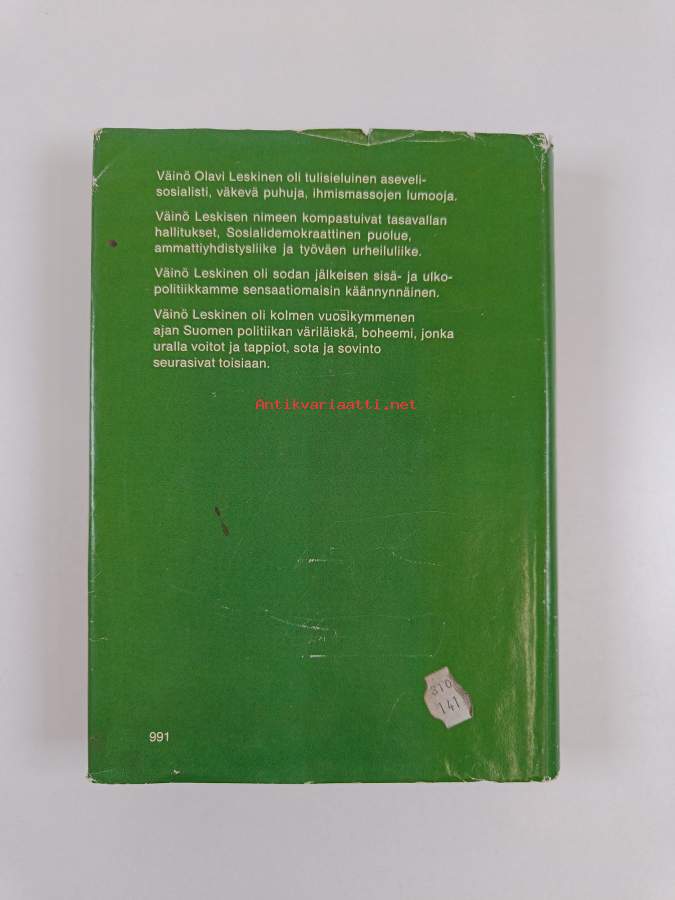 Väinö Olavi Leskinen oli tulisieluinen aseveli-
sosialisti, väkevä puhuja, ihmismassojen lumooja.
Väinö Leskisen nimeen kompastuivat tasavallan
hallitukset, Sosialidemokraattinen puolue,
ammattiyhdistysliike ja työväen urheiluliike.
Väinö Leskinen oli sodan jälkeisen sisä- ja ulko-
politiikkamme sensaatiomaisin käännynnäinen.
Väinö Leskinen oli kolmen vuosikymmenen
ajan Suomen politiikan väriläiskä, boheemi, jonka
uralla voitot ja tappiot, sota ja sovinto
seurasivat toisiaan.
Antikvariaatti.net
STO
141
991